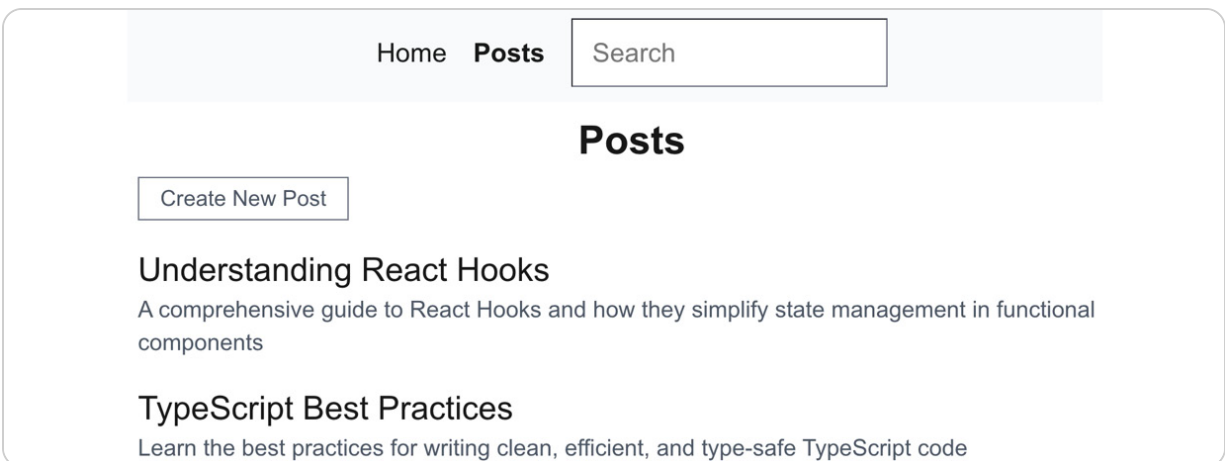 Home Posts Search
Posts
Create New Post
Understanding React Hooks
A comprehensive guide to React Hooks and how they simplify state management in functional
components
TypeScript Best Practices
Learn the best practices for writing clean, efficient, and type-safe TypeScript code